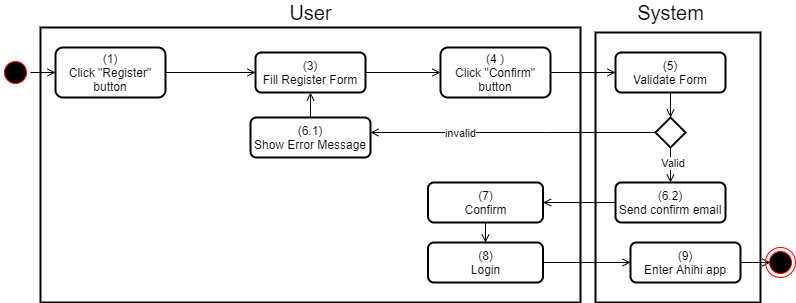 User
System
(1)
Click "Register"
button
(3)
Fill Register Form
(4 )
Click "Confirm"
button
(5)
Validate Form
(6.1)
Show Error Message
invalid
Valid
(6.2)
Send confirm email
(7)
Confirm
(8)
Login
(9)
Enter Ahihi app